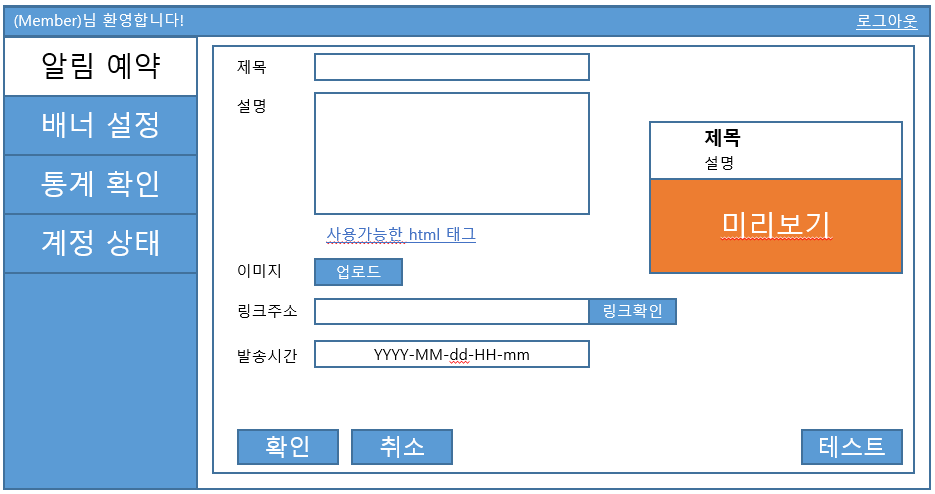 (Member)님 환영합니다!
로그아웃
알림 예약
배너 설정
통계 확인
계정 상태
제목
설명
사용가능한 html 태그
이미지
업로드
링크주소
링크확인
발송시간
YYYY-MM-dd-HH-mm
제목
설명
미리보기
확인
취소
테스트